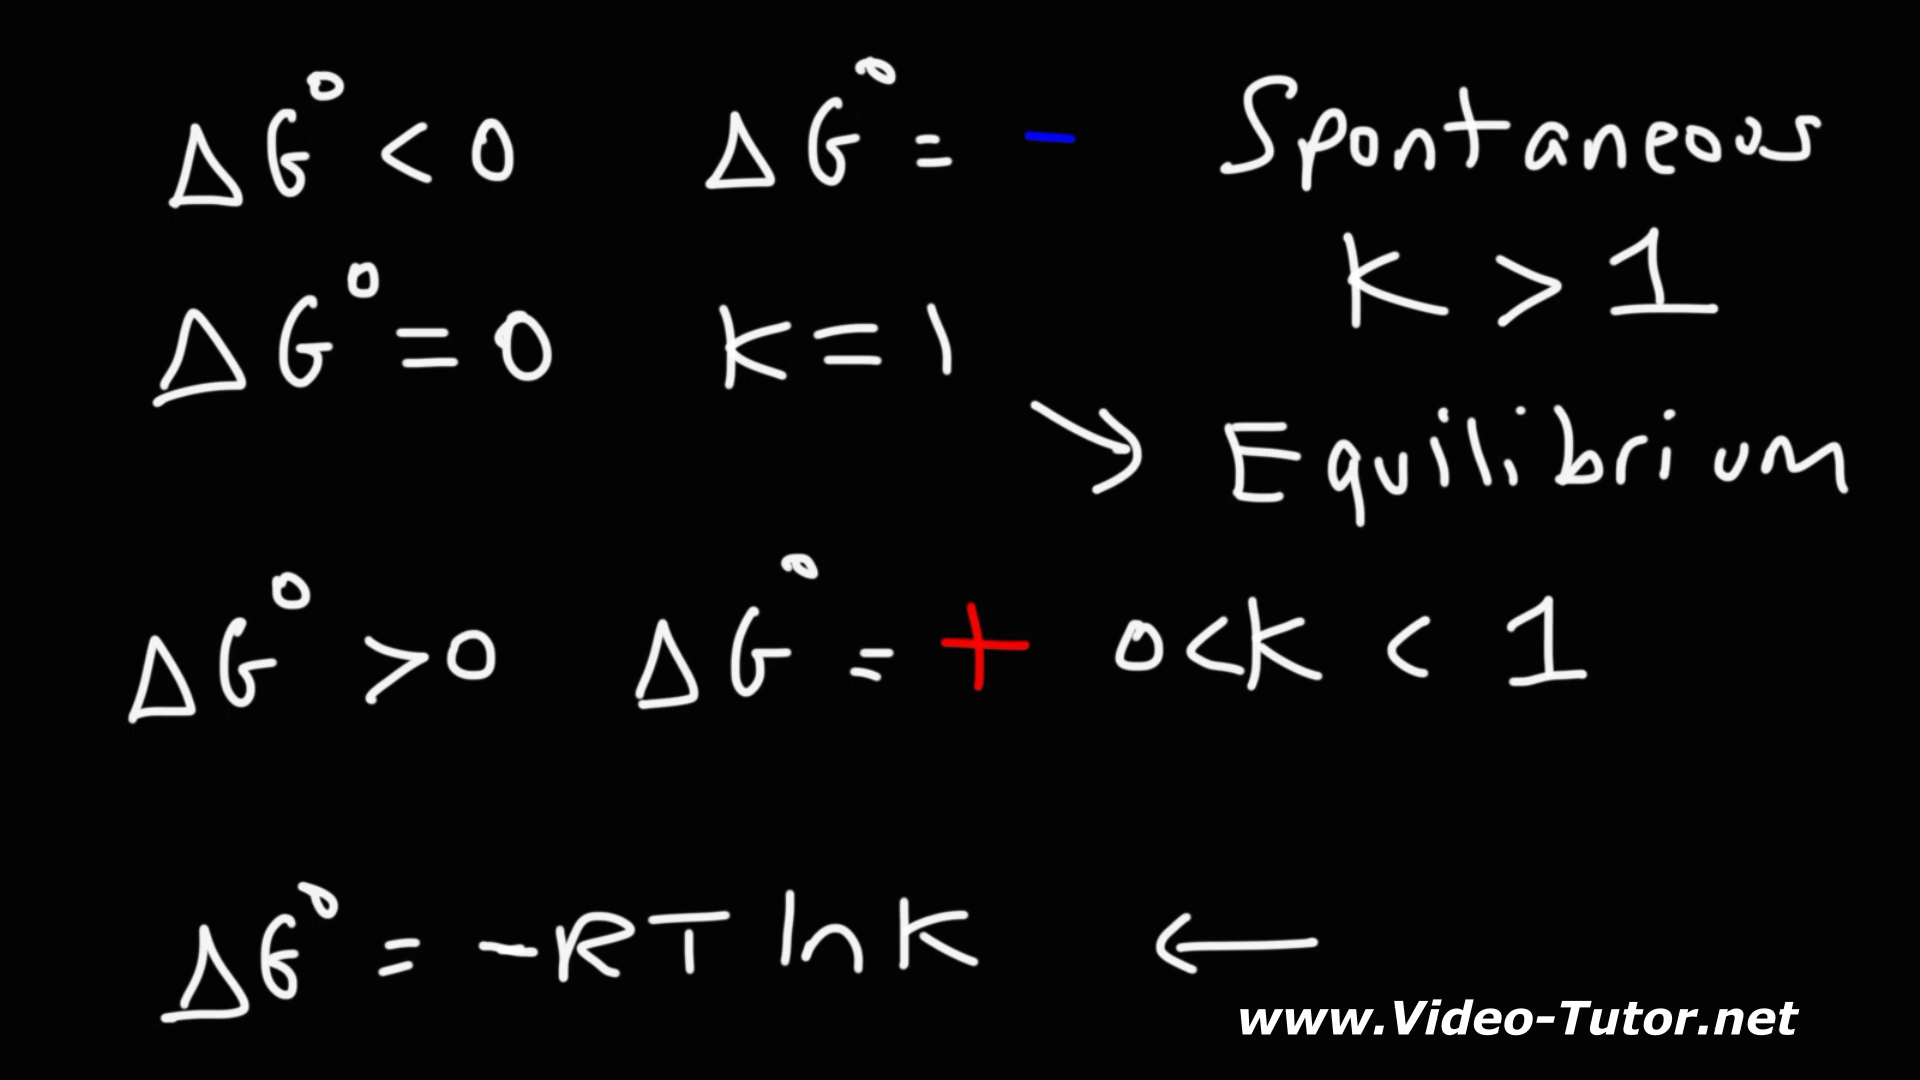 ΔG° < 0 ΔG° = - Spontaneous
K > 1
ΔG° = 0 K = 1
→ Equilibrium
ΔG° > 0 ΔG° = + 0 < K < 1
ΔG° = -RT ln K ←
www.Video-Tutor.net